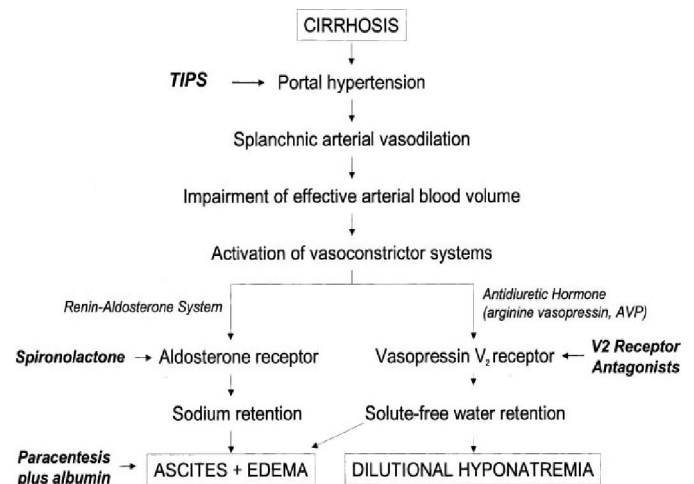 CIRRHOSIS
TIPS
Portal hypertension
Splanchnic arterial vasodilation
Impairment of effective arterial blood volume
Activation of vasoconstrictor systems
Renin-Aldosterone System
Antidiuretic Hormone
(arginine vasopressin, AVP)
Spironolactone
Aldosterone receptor
Vasopressin V₂ receptor
V2 Receptor
Antagonists
Sodium retention
Solute-free water retention
Paracentesis
plus albumin
ASCITES + EDEMA
DILUTIONAL HYPONATREMIA